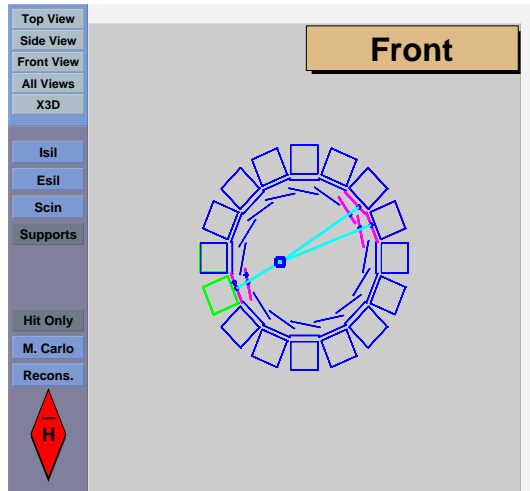 Top View
Side View
Front View
All Views
X3D
Front
Isil
Esil
Scin
Supports
Hit Only
M. Carlo
Recons.
H̅